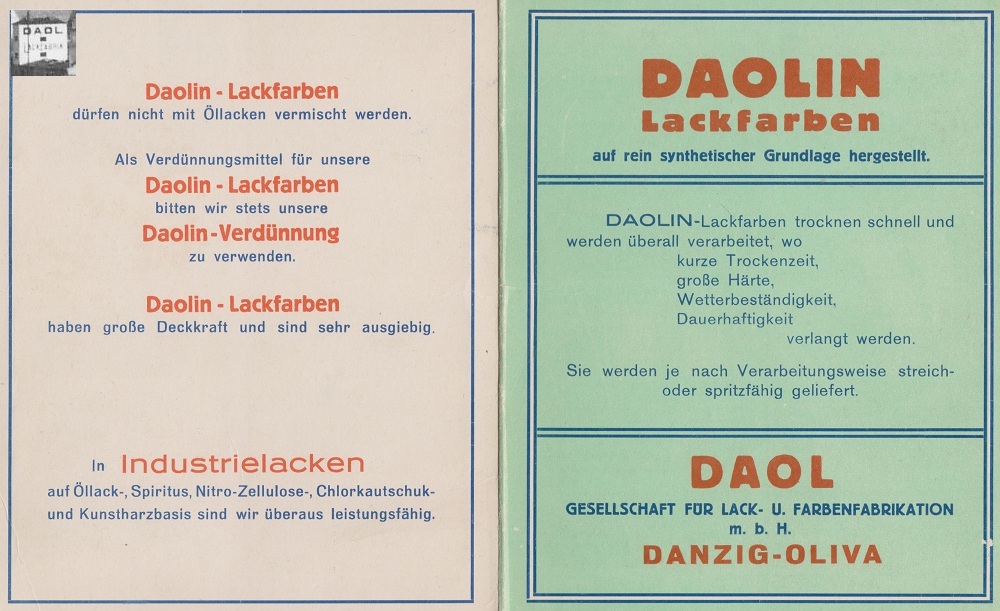 DAOL
LACKFABRIK
Daolin - Lackfarben
dürfen nicht mit Öllacken vermischt werden.
Als Verdünnungsmittel für unsere
Daolin - Lackfarben
bitten wir stets unsere
Daolin - Verdünnung
zu verwenden.
Daolin - Lackfarben
haben große Deckkraft und sind sehr ausgiebig.
In Industrielacken
auf Öllack-, Spiritus, Nitro-Zellulose-, Chlorkautschuk-
und Kunstharzbasis sind wir überaus leistungsfähig.
DAOLIN
Lackfarben
auf rein synthetischer Grundlage hergestellt.
DAOLIN-Lackfarben trocknen schnell und
werden überall verarbeitet, wo
kurze Trockenzeit,
große Härte,
Wetterbeständigkeit,
Dauerhaftigkeit
verlangt werden.
Sie werden je nach Verarbeitungsweise streich-
oder spritzfähig geliefert.
DAOL
GESELLSCHAFT FÜR LACK- U. FARBENFABRIKATION
m. b. H.
DANZIG-OLIVA